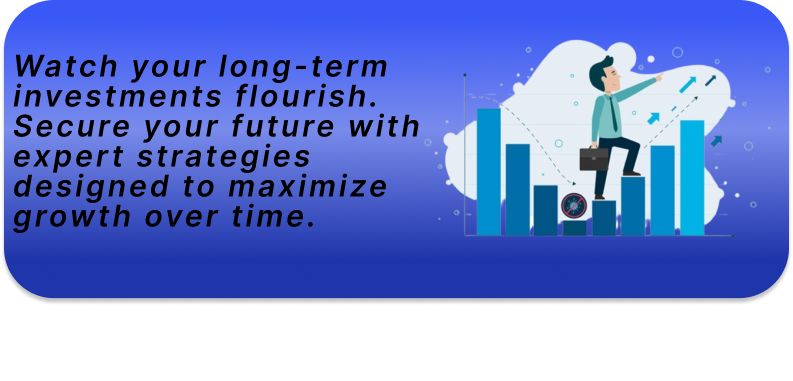 Watch your long-term
investments flourish.
Secure your future with
expert strategies
designed to maximize
growth over time.